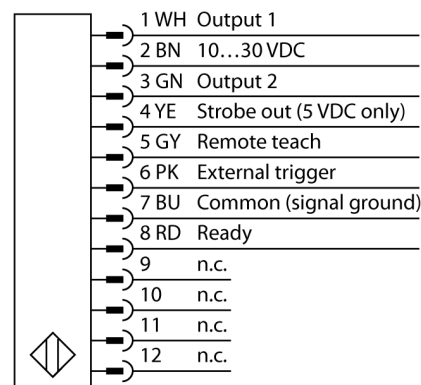 1 WH Output 1
2 BN 10…30 VDC
3 GN Output 2
4 YE Strobe out (5 VDC only)
5 GY Remote teach
6 PK External trigger
7 BU Common (signal ground)
8 RD Ready
9 n.c.
10 n.c.
11 n.c.
12 n.c.